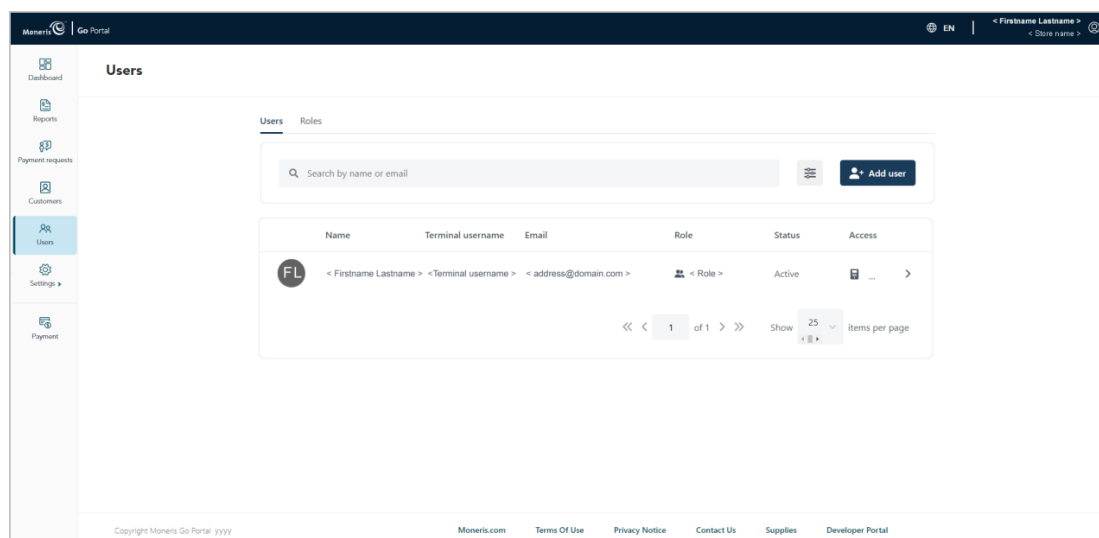 Moneris Go Portal
EN
< Firstname Lastname >
< Store name >
Dashboard
Reports
Payment requests
Customers
Users
Settings
Payment
Users
Users Roles
Search by name or email
Add user
Name Terminal username Email Role Status Access
FL < Firstname Lastname > <Terminal username > < address@domain.com > < Role > Active ...
1 of 1 Show 25 items per page
Copyright Moneris Go Portal yyyy Moneris.com Terms Of Use Privacy Notice Contact Us Supplies Developer Portal